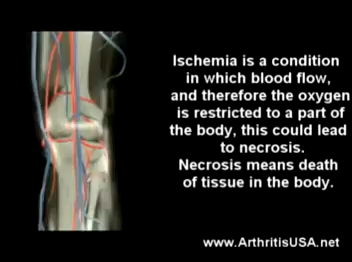 Ischemia is a condition
in which blood flow,
and therefore the oxygen
is restricted to a part of
the body, this could lead
to necrosis.
Necrosis means death
of tissue in the body.
www.ArthritisUSA.net